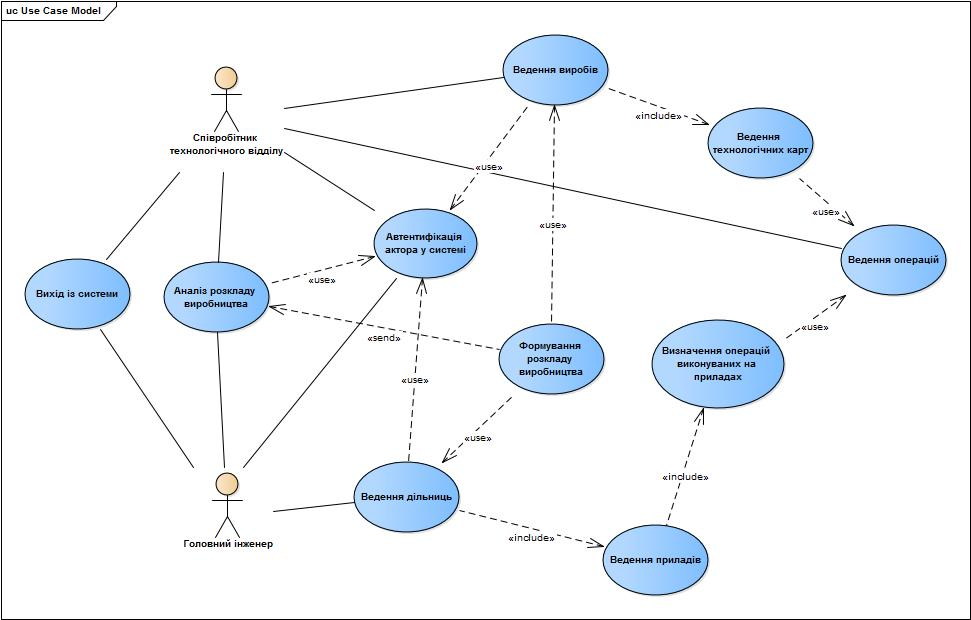 uc Use Case Model
Ведення виробів
«include»
Співробітник
технологічного відділу
Ведення
технологічних карт
«use»
«use»
«use»
Автентифікація
актора у системі
Ведення операцій
Вихід із системи
Аналіз розкладу
виробництва
«use»
«send»
«use»
Формування
розкладу
виробництва
Визначення операцій
виконуваних на
приладах
«use»
«use»
Ведення дільниць
«include»
«include»
Головний інженер
Ведення приладів